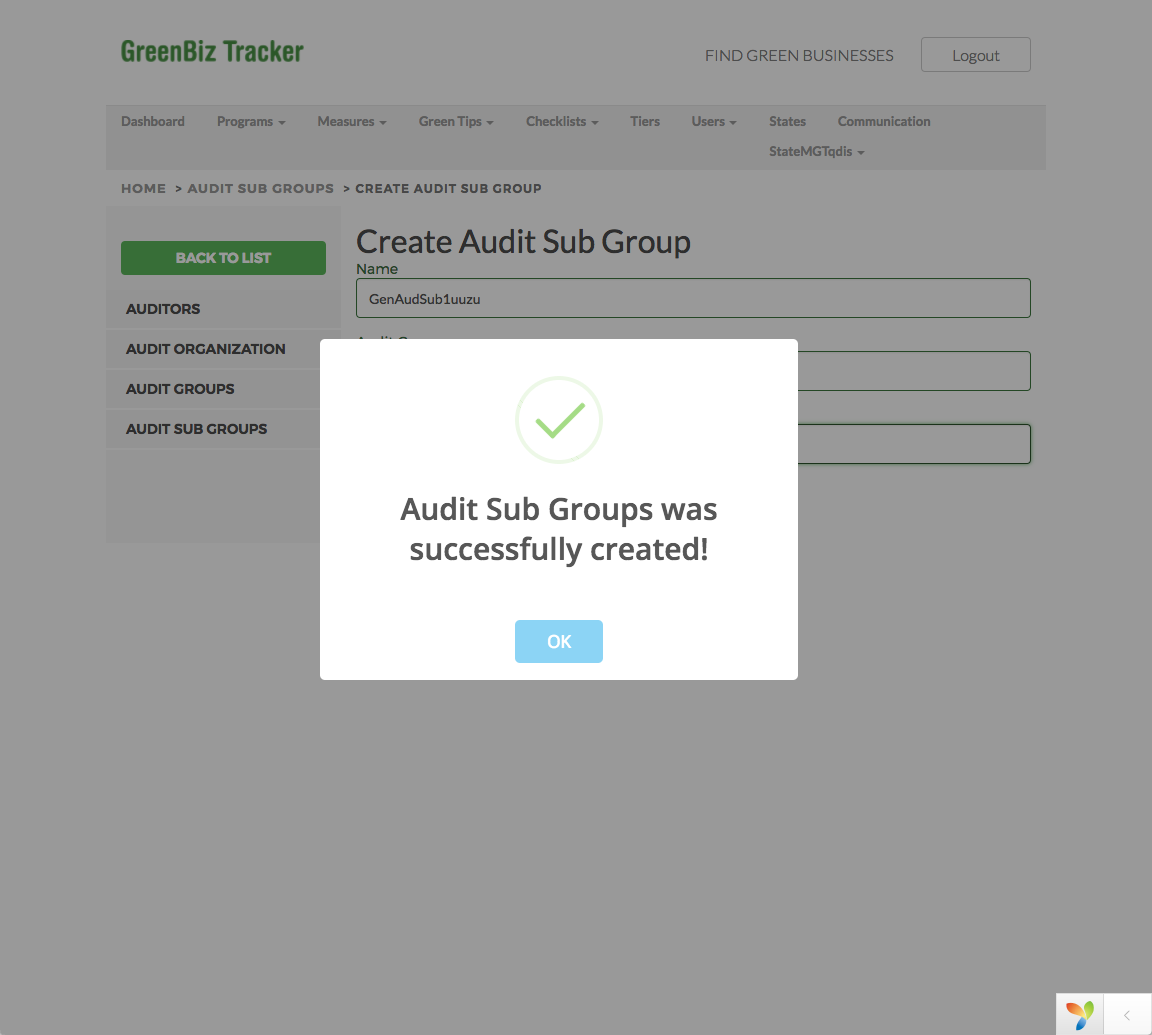 GreenBiz Tracker
FIND GREEN BUSINESSES
Logout
Dashboard Programs Measures Green Tips Checklists Tiers Users States Communication
StateMGTqdis
HOME > AUDIT SUB GROUPS > CREATE AUDIT SUB GROUP
BACK TO LIST
AUDITORS
AUDIT ORGANIZATION
AUDIT GROUPS
AUDIT SUB GROUPS
Create Audit Sub Group
Name
GenAudSub1uuzu
Audit Sub Groups was
successfully created!
OK